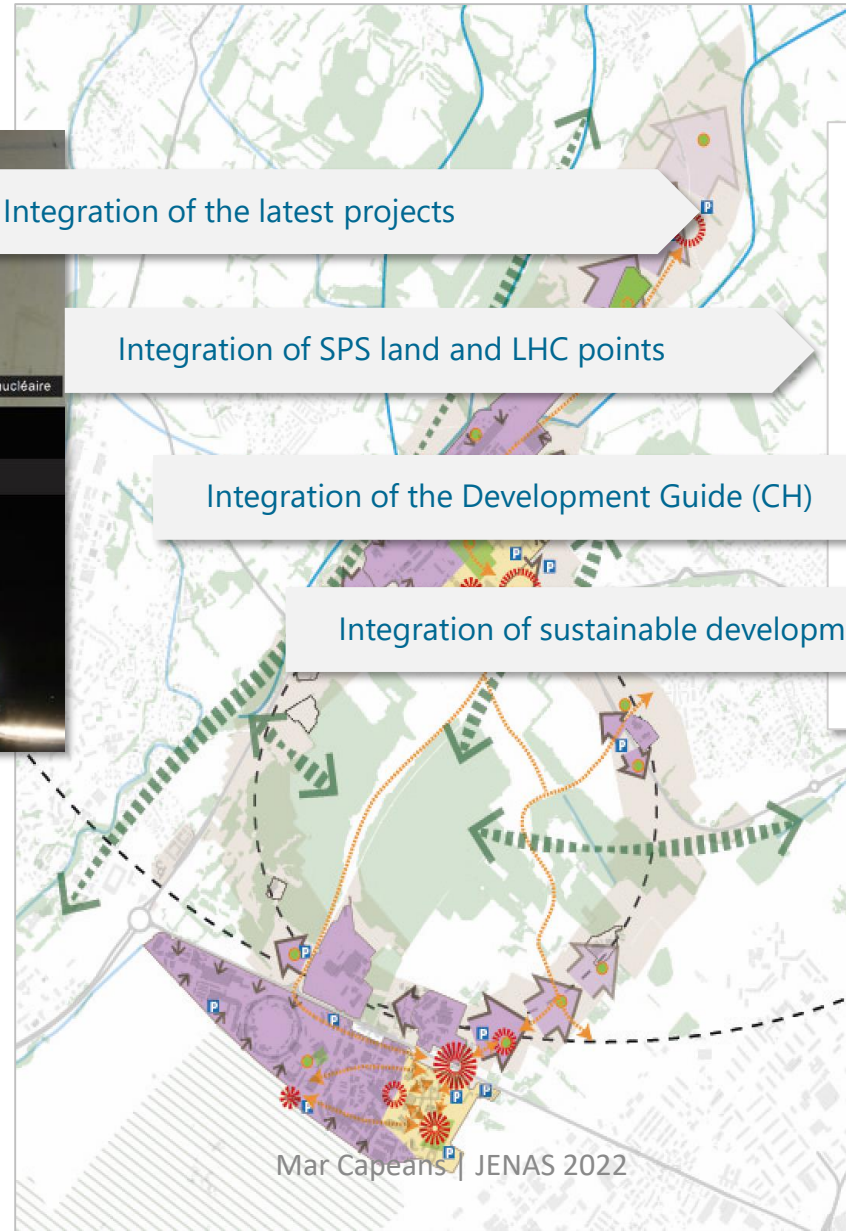 Integration of the latest projects
P
Integration of SPS land and LHC points
nucléaire
Integration of the Development Guide (CH)
P
P
Integration of sustainable developm
P
P
P
P
P
P
P
P
P
Mar Capeans | JENAS 2022